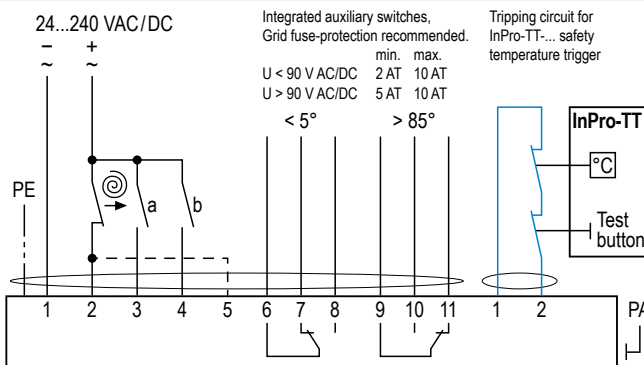 24...240 VAC/DC
– +
~ ~
Integrated auxiliary switches,
Grid fuse-protection recommended.
min. max.
U < 90 V AC/DC 2 AT 10 AT
U > 90 V AC/DC 5 AT 10 AT
< 5° > 85°
Tripping circuit for
InPro-TT-... safety
temperature trigger
InPro-TT
°C
Test
button
PE
a b
1 2 3 4 5 6 7 8 9 10 11 1 2
PA